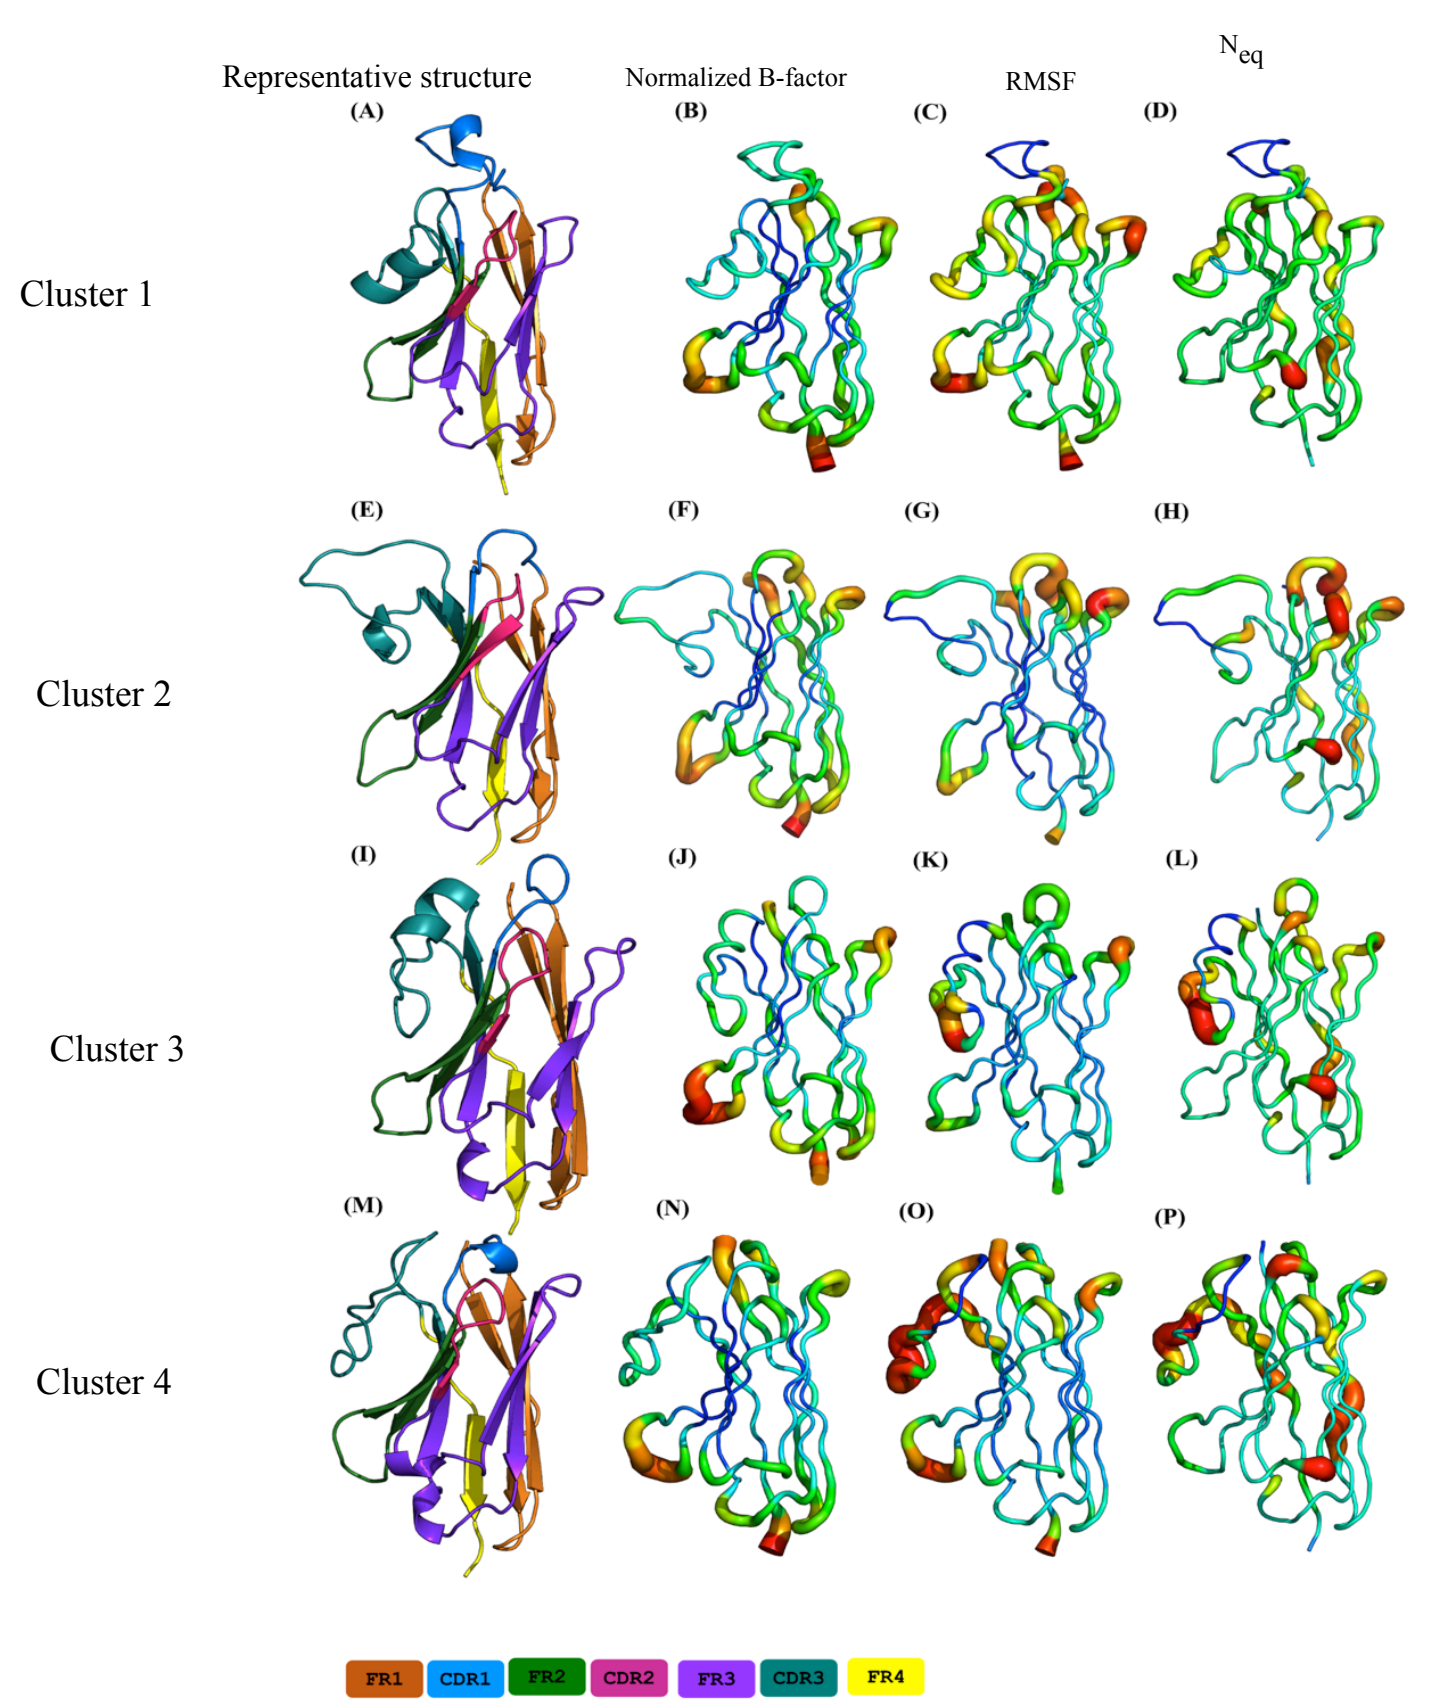 N_eq
Representative structure Normalized B-factor RMSF
(A) (B) (C) (D)
Cluster 1
(E) (F) (G) (H)
Cluster 2
(I) (J) (K) (L)
Cluster 3
(M) (N) (O) (P)
Cluster 4
FR1 CDR1 FR2 CDR2 FR3 CDR3 FR4